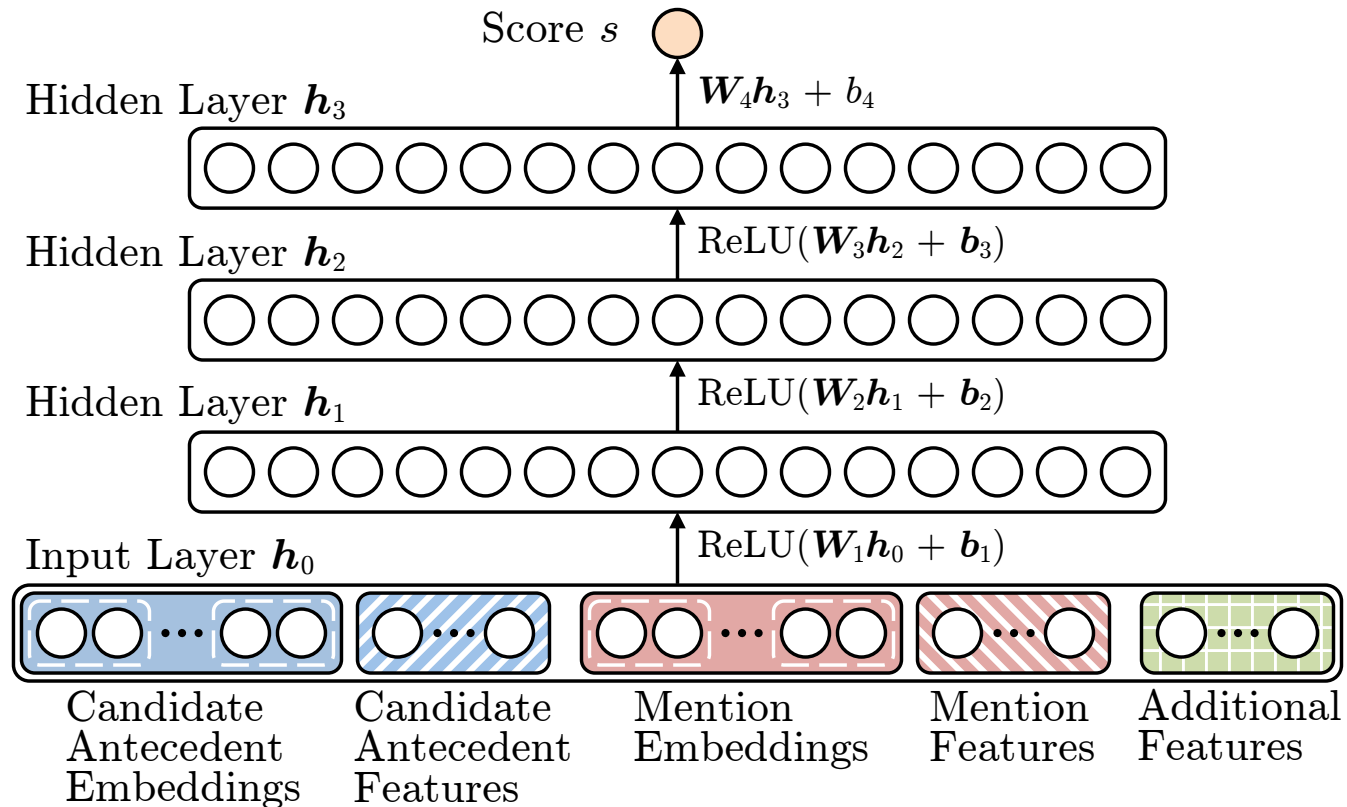 Score s
W₄h₃ + b₄
Hidden Layer h₃
ReLU(W₃h₂ + b₃)
Hidden Layer h₂
ReLU(W₂h₁ + b₂)
Hidden Layer h₁
ReLU(W₁h₀ + b₁)
Input Layer h₀
Candidate
Antecedent
Embeddings
Candidate
Antecedent
Features
Mention
Embeddings
Mention
Features
Additional
Features